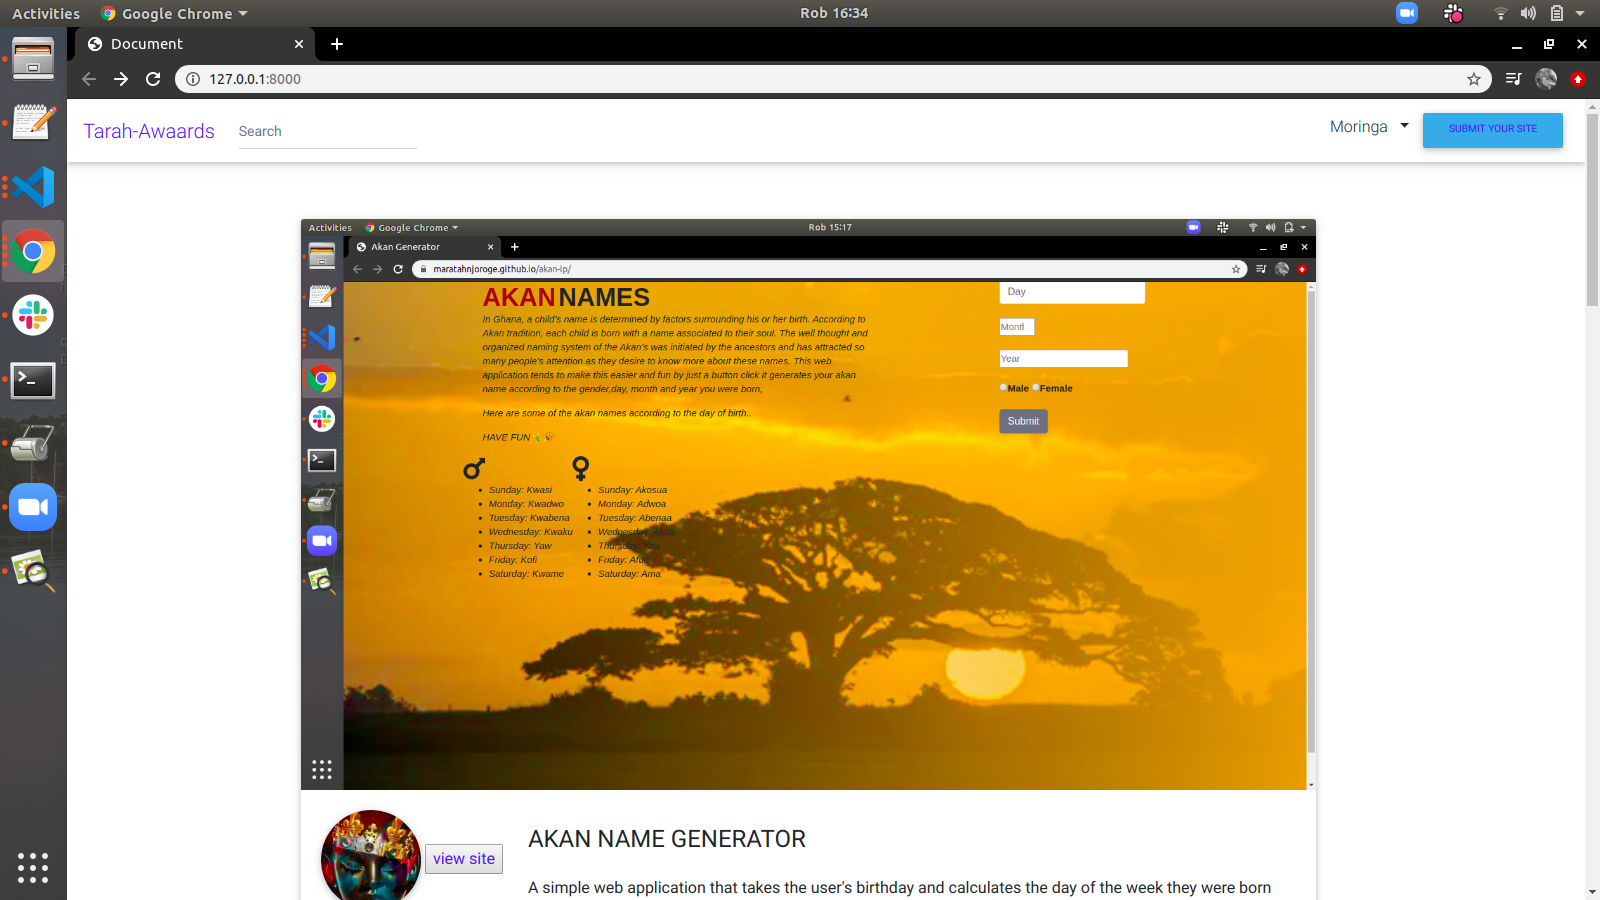 Activities Google Chrome Rob 16:34
Document
127.0.0.1:8000
Tarah-Awaards Search Moringa SUBMIT YOUR SITE
Activities Google Chrome Rob 15:17
Akan Generator
maratahnjoroge.github.io/akan-ip/
AKAN NAMES
In Ghana, a child's name is determined by factors surrounding his or her birth. According to
Akan tradition, each child is born with a name associated to their soul. The well thought and
organized naming system of the Akan's was initiated by the ancestors and has attracted so
many people's attention as they desire to know more about these names. This web
application tends to make this easier and fun by just a button click it generates your akan
name according to the gender,day, month and year you were born,
Here are some of the akan names according to the day of birth..
HAVE FUN
Day
Month
Year
Male Female
Submit
Sunday: Kwasi
Monday: Kwadwo
Tuesday: Kwabena
Wednesday: Kwaku
Thursday: Yaw
Friday: Kofi
Saturday: Kwame
Sunday: Akosua
Monday: Adwoa
Tuesday: Abenaa
Wednesday:
Thursday:
Friday: Afua
Saturday: Ama
view site
AKAN NAME GENERATOR
A simple web application that takes the user's birthday and calculates the day of the week they were born